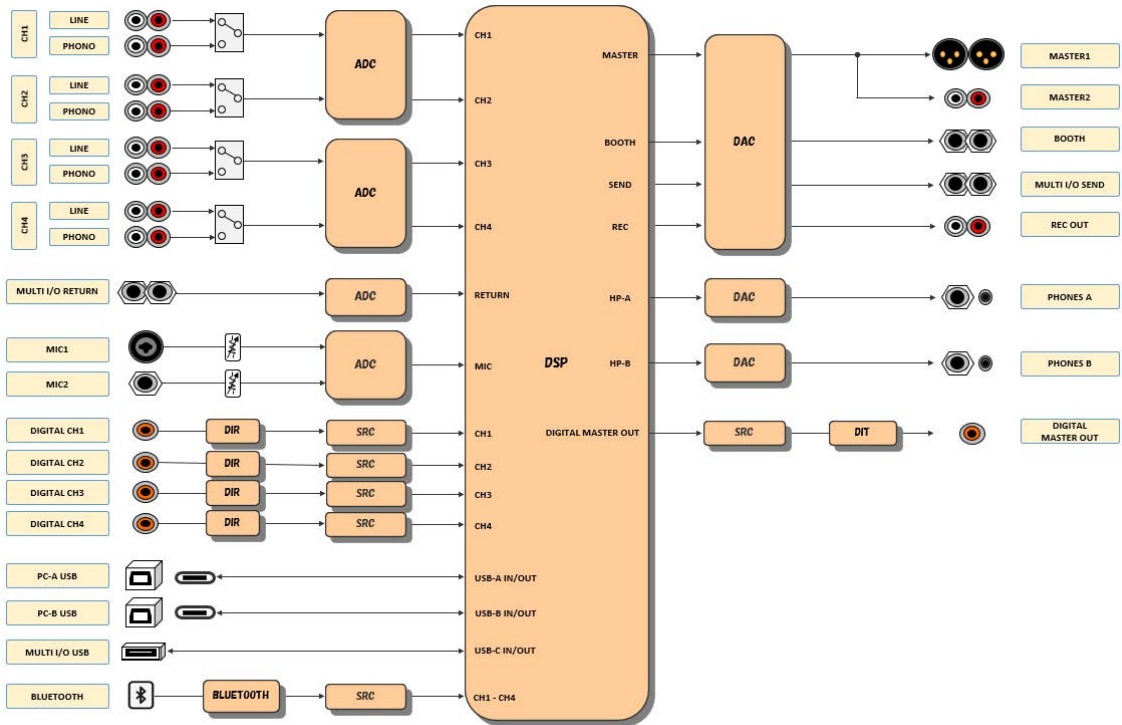 CH1
LINE
PHONO
CH2
LINE
PHONO
CH3
LINE
PHONO
CH4
LINE
PHONO
MULTI I/O RETURN
MIC1
MIC2
DIGITAL CH1
DIGITAL CH2
DIGITAL CH3
DIGITAL CH4
PC-A USB
PC-B USB
MULTI I/O USB
BLUETOOTH
DIR
DIR
DIR
DIR
BLUETOOTH
ADC
ADC
ADC
ADC
SRC
SRC
SRC
SRC
SRC
CH1
CH2
CH3
CH4
RETURN
MIC
CH1
CH2
CH3
CH4
USB-A IN/OUT
USB-B IN/OUT
USB-C IN/OUT
CH1 - CH4
DSP
MASTER
BOOTH
SEND
REC
HP-A
HP-B
DIGITAL MASTER OUT
DAC
DAC
DAC
SRC
DIT
MASTER1
MASTER2
BOOTH
MULTI I/O SEND
REC OUT
PHONES A
PHONES B
DIGITAL
MASTER OUT